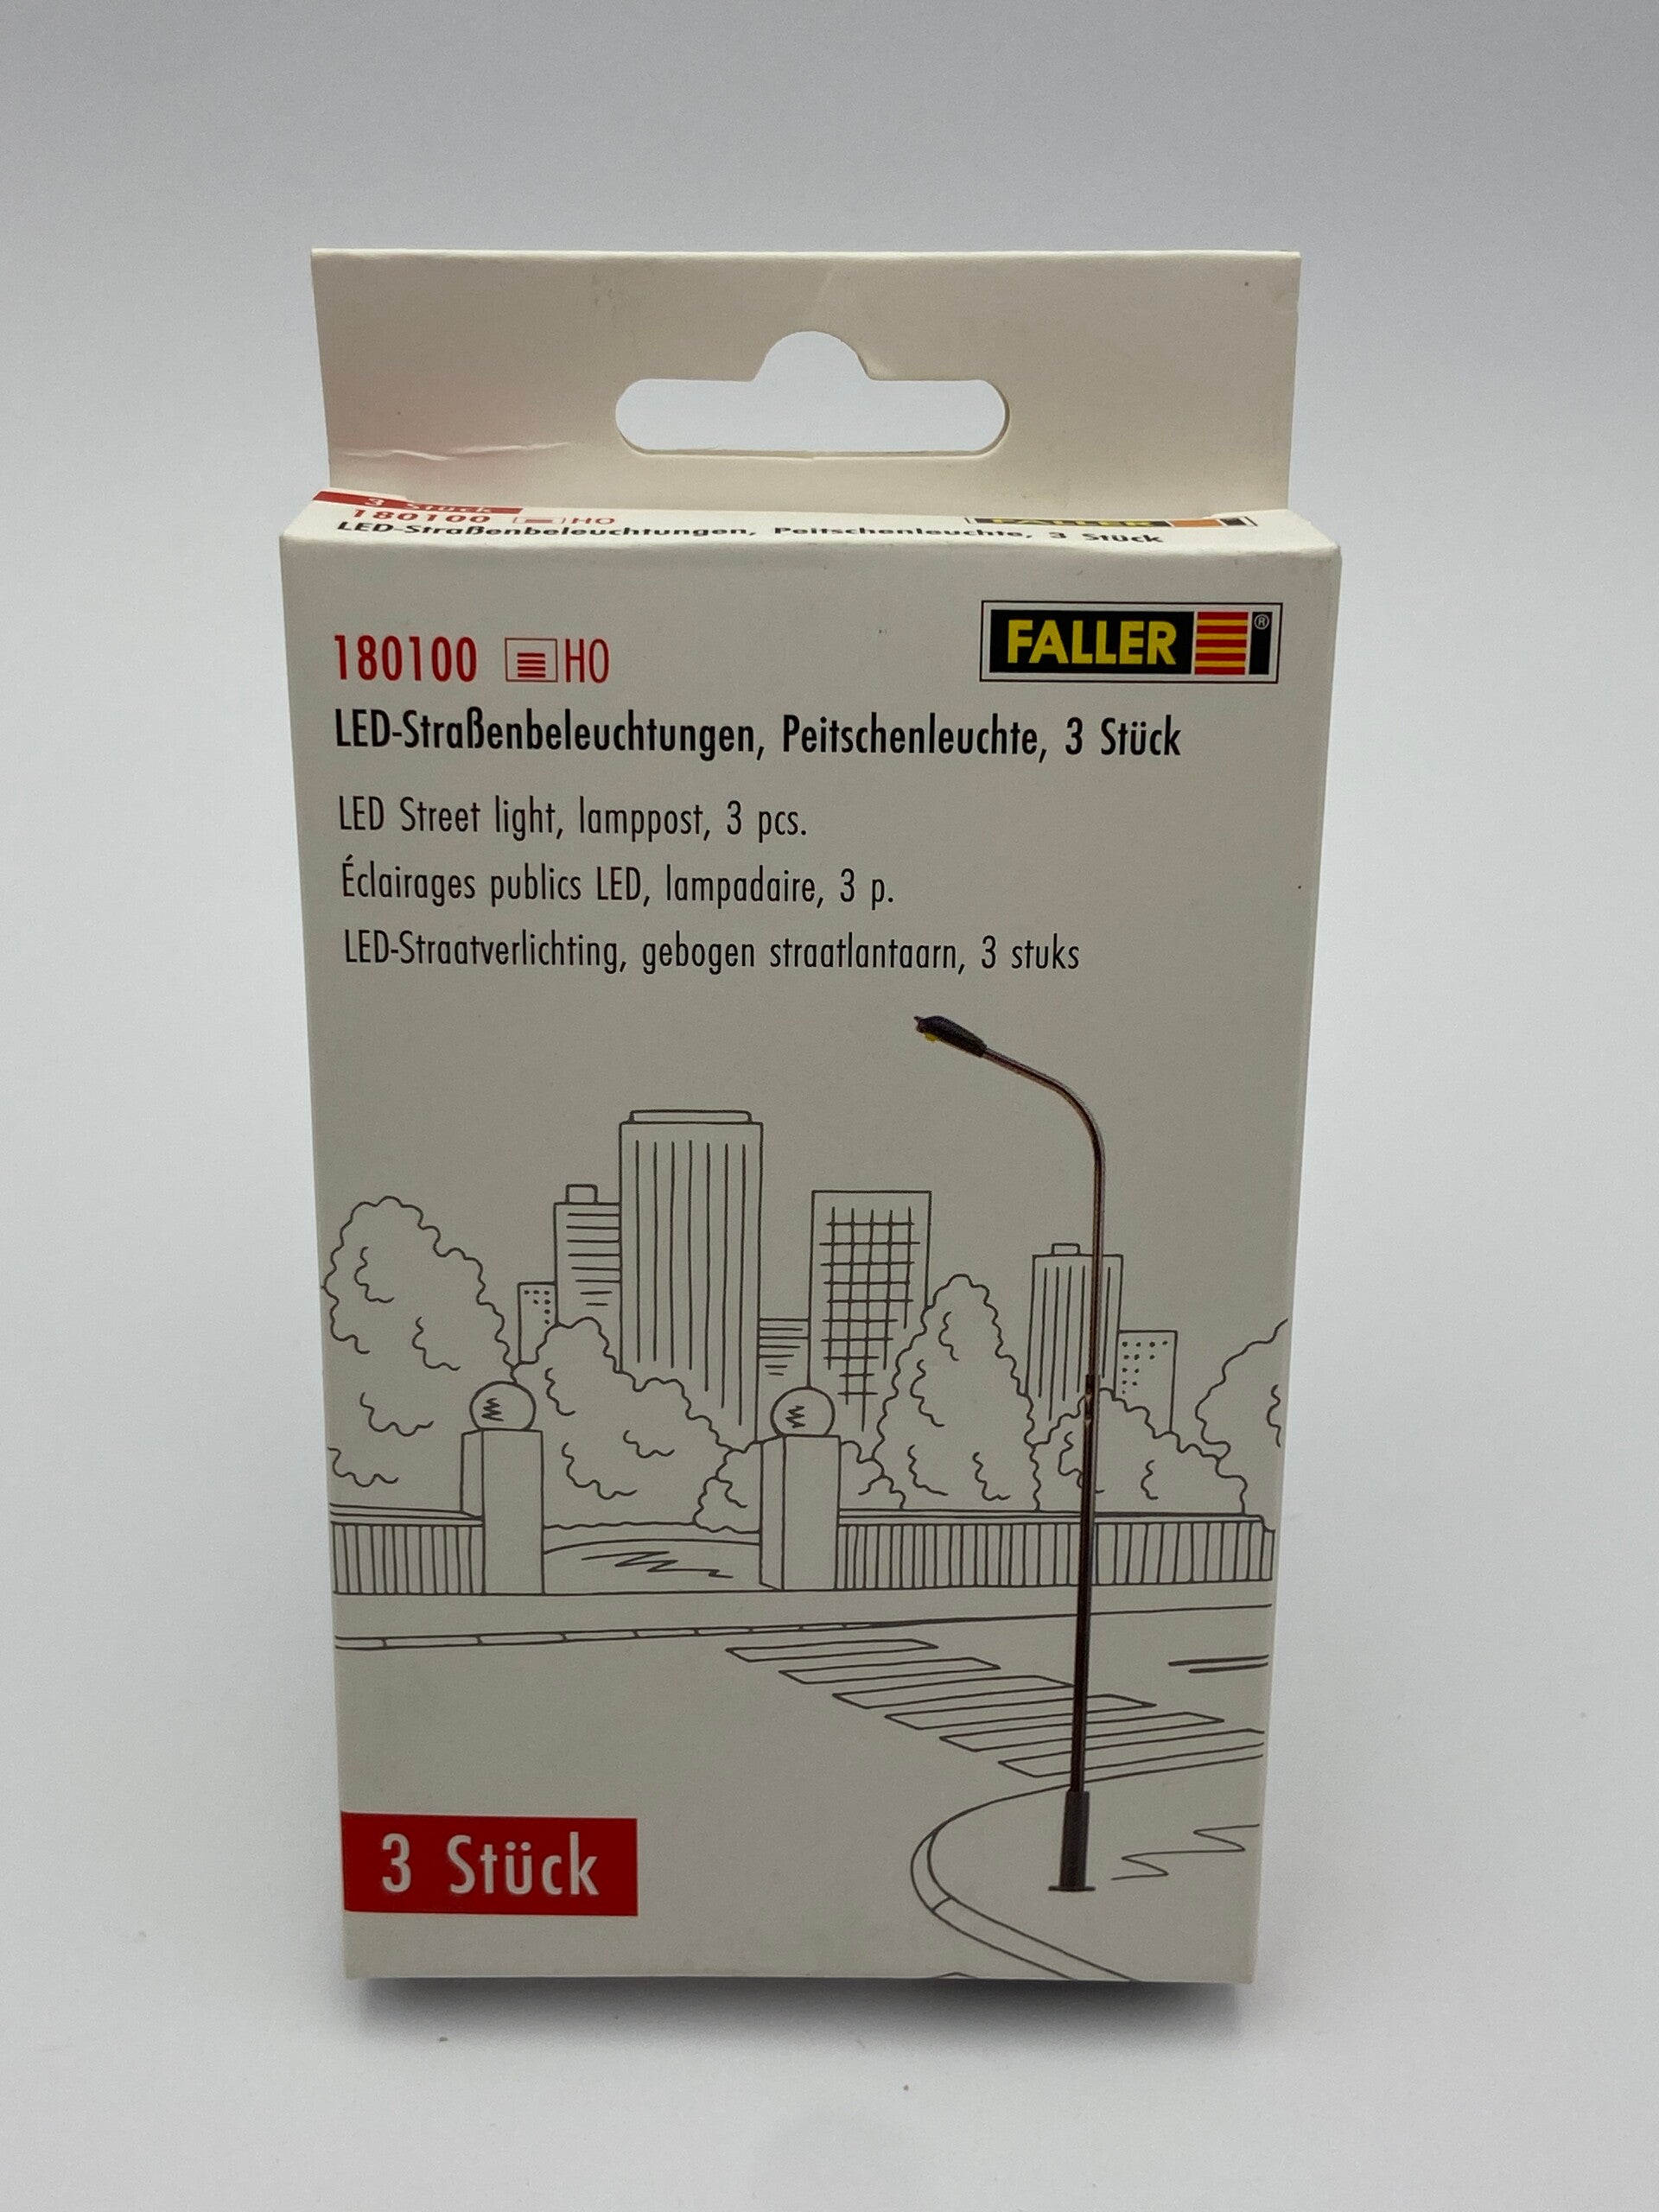 3 Stück
180100 HO FALLER
LED-Straßenbeleuchtungen, Peitschenleuchte, 3 Stück
180100 HO FALLER ®
LED-Straßenbeleuchtungen, Peitschenleuchte, 3 Stück
LED Street light, lamppost, 3 pcs.
Éclairages publics LED, lampadaire, 3 p.
LED-Straatverlichting, gebogen straatlantaarn, 3 stuks
3 Stück